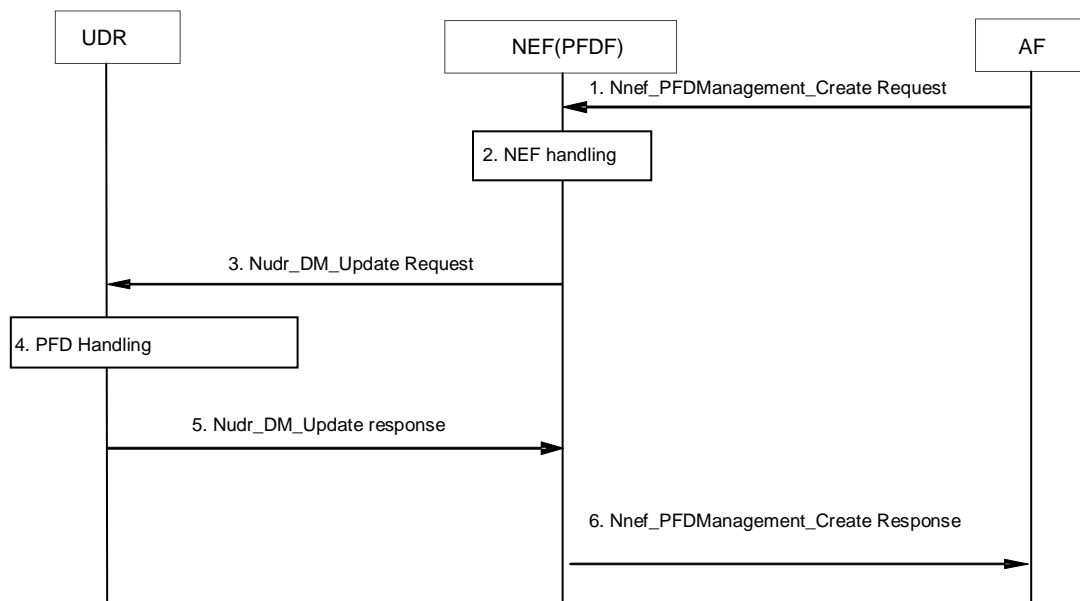 UDR
NEF(PFDF)
AF
1. Nnef_PFDManagement_Create Request
2. NEF handling
3. Nudr_DM_Update Request
4. PFD Handling
5. Nudr_DM_Update response
6. Nnef_PFDManagement_Create Response